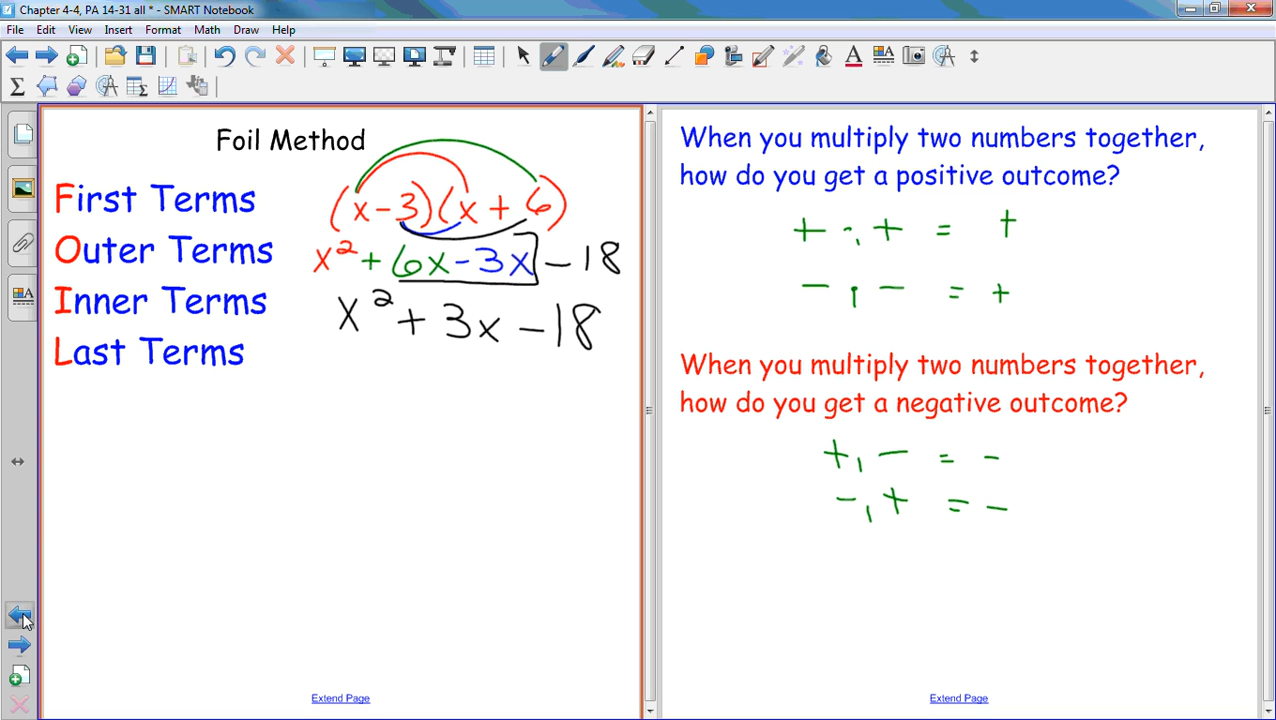 Chapter 4-4, PA 14-31 all * - SMART Notebook
File Edit View Insert Format Math Draw Help
Foil Method
First Terms
Outer Terms
Inner Terms
Last Terms
(x - 3)(x + 6)
x² + 6x - 3x - 18
x² + 3x - 18
Extend Page
When you multiply two numbers together,
how do you get a positive outcome?
+ · + = +
- · - = +
When you multiply two numbers together,
how do you get a negative outcome?
+ · - = -
- · + = -
Extend Page